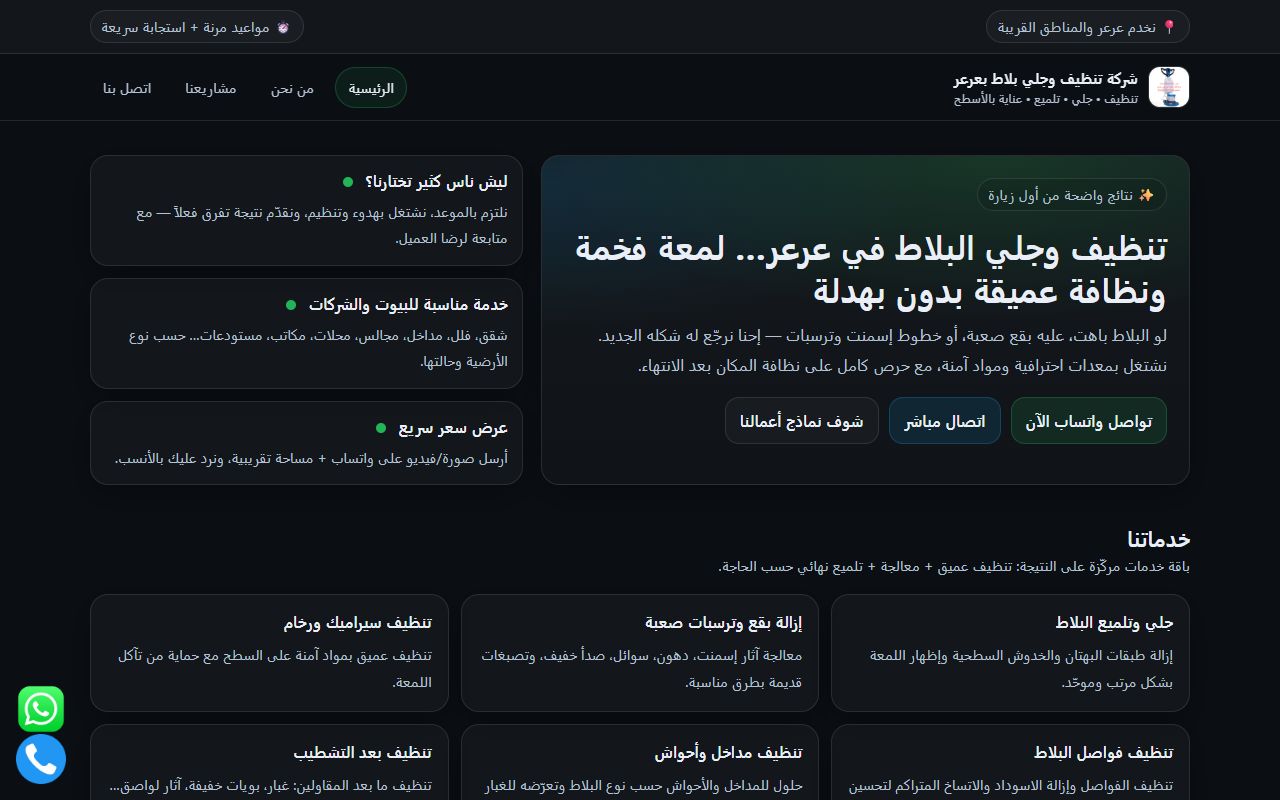 📍 نخدم عرعر والمناطق القريبة
⏰ مواعيد مرنة + استجابة سريعة
شركة تنظيف وجلي بلاط بعرعر
تنظيف • جلي • تلميع • عناية بالأسطح
الرئيسية
من نحن
مشاريعنا
اتصل بنا
✨ نتائج واضحة من أول زيارة
تنظيف وجلي البلاط في عرعر... لمعة فخمة
ونظافة عميقة بدون بهدلة
لو البلاط باهت، عليه بقع صعبة، أو خطوط إسمنت وترسبات — إحنا نرجّع له شكله الجديد.
نشتغل بمعدات احترافية ومواد آمنة، مع حرص كامل على نظافة المكان بعد الانتهاء.
تواصل واتساب الآن
اتصال مباشر
شوف نماذج أعمالنا
ليش ناس كثير تختارنا؟
نلتزم بالموعد، نشتغل بهدوء وتنظيم، ونقدّم نتيجة تفرق فعلاً — مع
متابعة لرضا العميل.
خدمة مناسبة للبيوت والشركات
شقق، فلل، مداخل، مجالس، محلات، مكاتب، مستودعات... حسب نوع
الأرضية وحالتها.
عرض سعر سريع
أرسل صورة/فيديو على واتساب + مساحة تقريبية، ونرد عليك بالأنسب.
خدماتنا
باقة خدمات مركّزة على النتيجة: تنظيف عميق + معالجة + تلميع نهائي حسب الحاجة.
جلي وتلميع البلاط
إزالة طبقات البهتان والخدوش السطحية وإظهار اللمعة
بشكل مرتب وموحّد.
إزالة بقع وترسبات صعبة
معالجة آثار إسمنت، دهون، سوائل، صدأ خفيف، وتصبغات
قديمة بطرق مناسبة.
تنظيف سيراميك ورخام
تنظيف عميق بمواد آمنة على السطح مع حماية من تآكل
اللمعة.
تنظيف فواصل البلاط
تنظيف الفواصل وإزالة الاسوداد والاتساخ المتراكم لتحسين
تنظيف مداخل وأحواش
حلول للمداخل والأحواش حسب نوع البلاط وتعرّضه للغبار
تنظيف بعد التشطيب
تنظيف ما بعد المقاولين: غبار، بويات خفيفة، آثار لواصق...